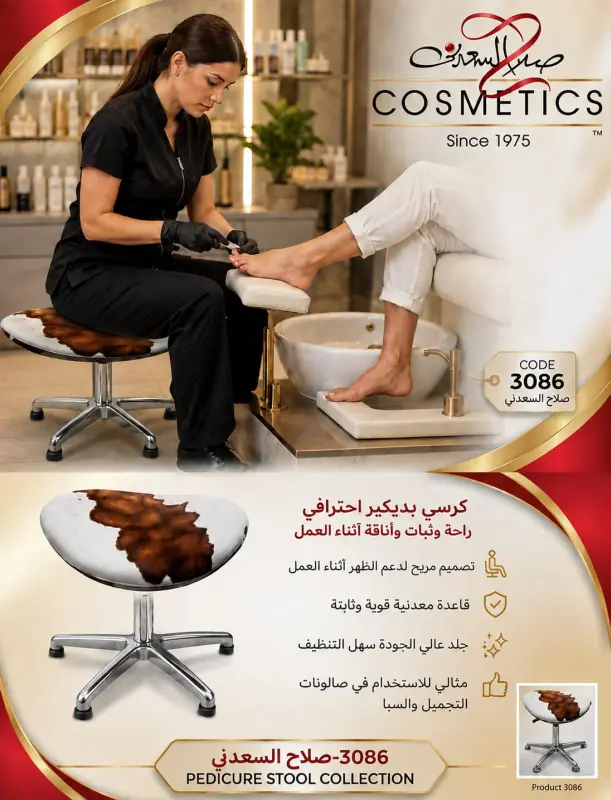 صلاح السعدني
COSMETICS
TM
Since 1975
CODE
3086
صلاح السعدني
كرسي بديكير احترافي
راحة وثبات وأناقة أثناء العمل
تصميم مريح لدعم الظهر أثناء العمل
قاعدة معدنية قوية وثابتة
جلد عالي الجودة سهل التنظيف
مثالي للاستخدام في صالونات
التجميل والسبا
3086-صلاح السعدني
PEDICURE STOOL COLLECTION
Product 3086